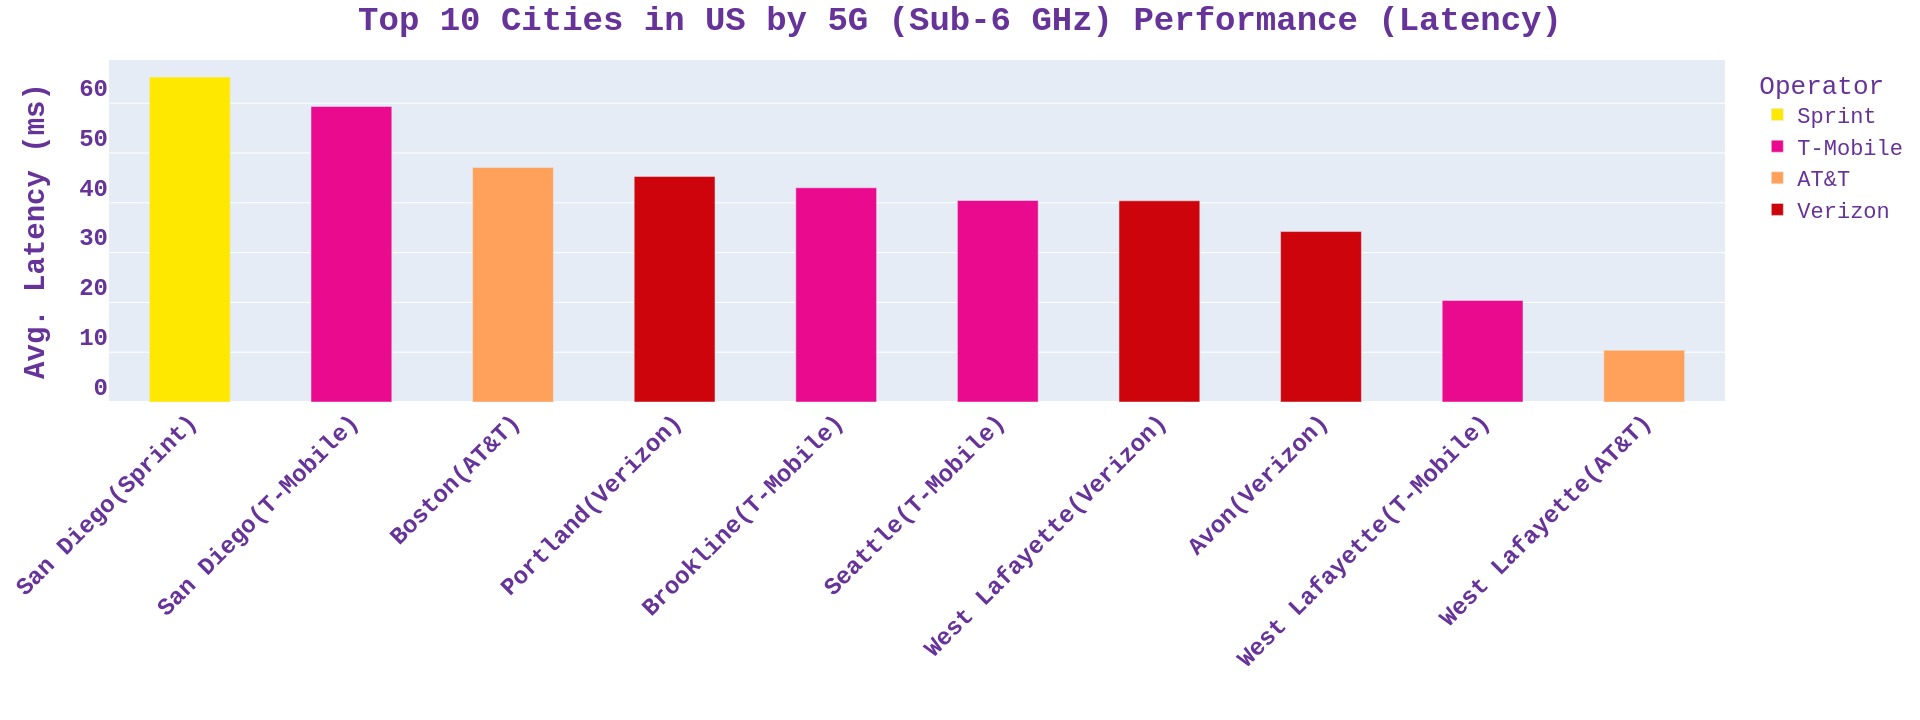 Top 10 Cities in US by 5G (Sub-6 GHz) Performance (Latency)
Avg. Latency (ms)
60
50
40
30
20
10
0
San Diego(Sprint)
San Diego(T-Mobile)
Boston(AT&T)
Portland(Verizon)
Brookline(T-Mobile)
Seattle(T-Mobile)
West Lafayette(Verizon)
Avon(Verizon)
West Lafayette(T-Mobile)
West Lafayette(AT&T)
Operator
Sprint
T-Mobile
AT&T
Verizon